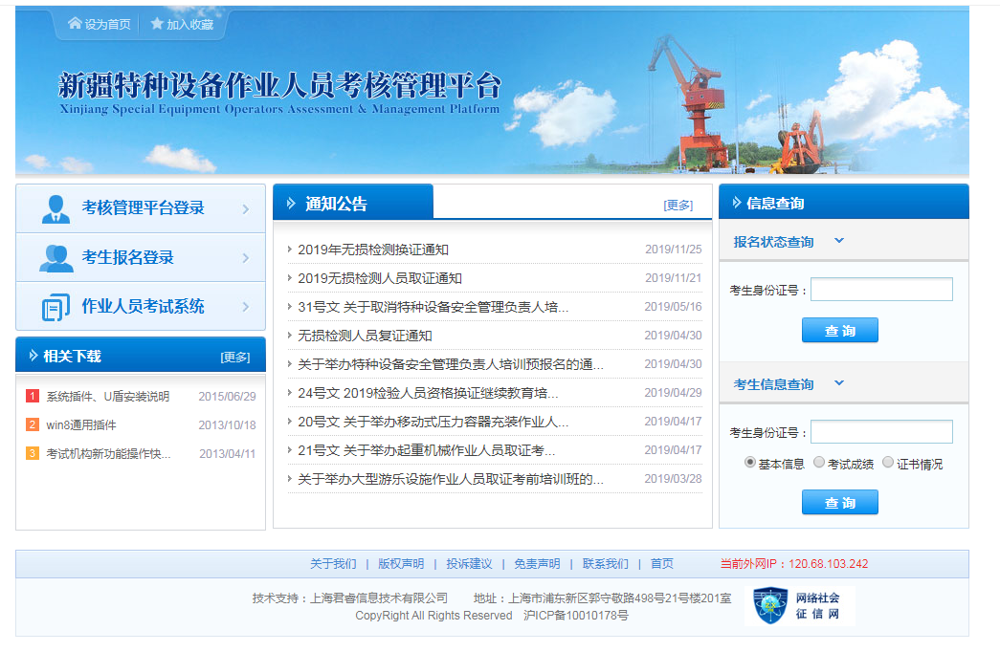 设为首页 加入收藏
新疆特种设备作业人员考核管理平台
Xinjiang Special Equipment Operators Assessment & Management Platform
考核管理平台登录
考生报名登录
作业人员考试系统
相关下载 [更多]
1 系统插件、U盾安装说明 2015/06/29
2 win8通用插件 2013/10/18
3 考试机构新功能操作快... 2013/04/11
通知公告 [更多]
2019年无损检测换证通知 2019/11/25
2019无损检测人员取证通知 2019/11/21
31号文 关于取消特种设备安全管理负责人培... 2019/05/16
无损检测人员复证通知 2019/04/30
关于举办特种设备安全管理负责人培训预报名的通... 2019/04/30
24号文 2019检验人员资格换证继续教育培... 2019/04/29
20号文 关于举办移动式压力容器充装作业人... 2019/04/17
21号文 关于举办起重机械作业人员取证考... 2019/04/17
关于举办大型游乐设施作业人员取证考前培训班的... 2019/03/28
信息查询
报名状态查询
考生身份证号：
查 询
考生信息查询
考生身份证号：
基本信息 考试成绩 证书情况
查 询
关于我们 | 版权声明 | 投诉建议 | 免责声明 | 联系我们 | 首页 当前外网IP：120.68.103.242
技术支持：上海君睿信息技术有限公司 地址：上海市浦东新区郭守敬路498号21号楼201室
CopyRight All Rights Reserved 沪ICP备10010178号
网络社会
征信网